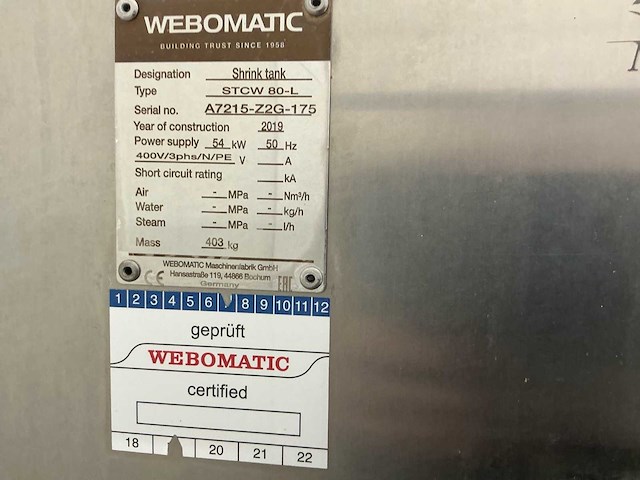 WEBOMATIC
BUILDING TRUST SINCE 1958
Designation Shrink tank
Type STCW 80-L
Serial no. A7215-Z2G-175
Year of construction 2019
Power supply 54 kW 50 Hz
400V/3phs/N/PE V A
Short circuit rating kA
Air - MPa - Nm³/h
Water - MPa - kg/h
Steam - MPa - l/h
Mass 403 kg
WEBOMATIC Maschinenfabrik GmbH
Hansastraße 119, 44866 Bochum
CE Germany EAC
1 2 3 4 5 6 7 8 9 10 11 12
geprüft
WEBOMATIC
certified
18 20 21 22